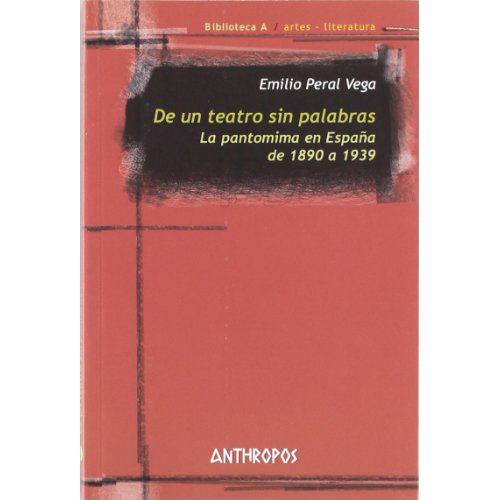 Biblioteca A / artes - literatura
Emilio Peral Vega
De un teatro sin palabras
La pantomima en España
de 1890 a 1939
ANTHROPOS